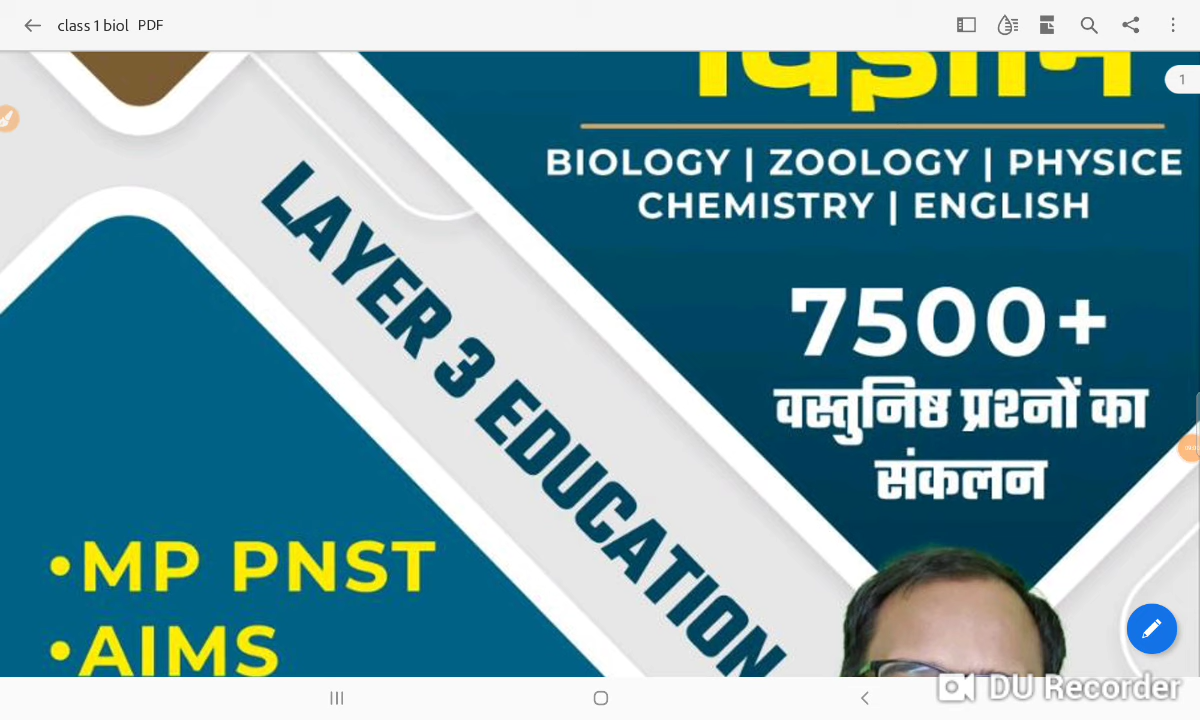 class 1 biol PDF
1
विज्ञान
BIOLOGY | ZOOLOGY | PHYSICE
CHEMISTRY | ENGLISH
LAYER 3 EDUCATION
7500+
वस्तुनिष्ठ प्रश्नों का
संकलन
•MP PNST
•AIMS
DU Recorder